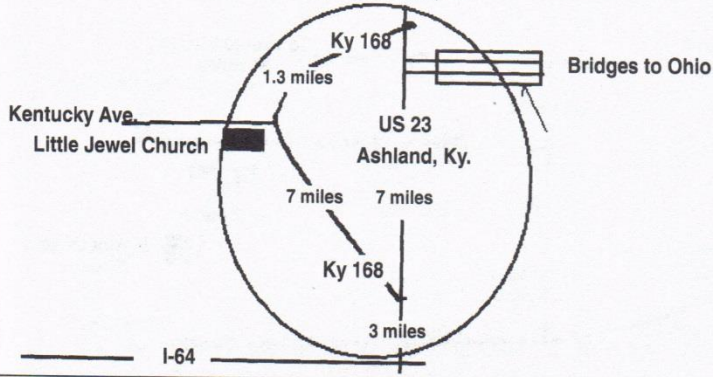 Ky 168
1.3 miles
Bridges to Ohio
Kentucky Ave.
Little Jewel Church
US 23
Ashland, Ky.
7 miles
7 miles
Ky 168
3 miles
I-64